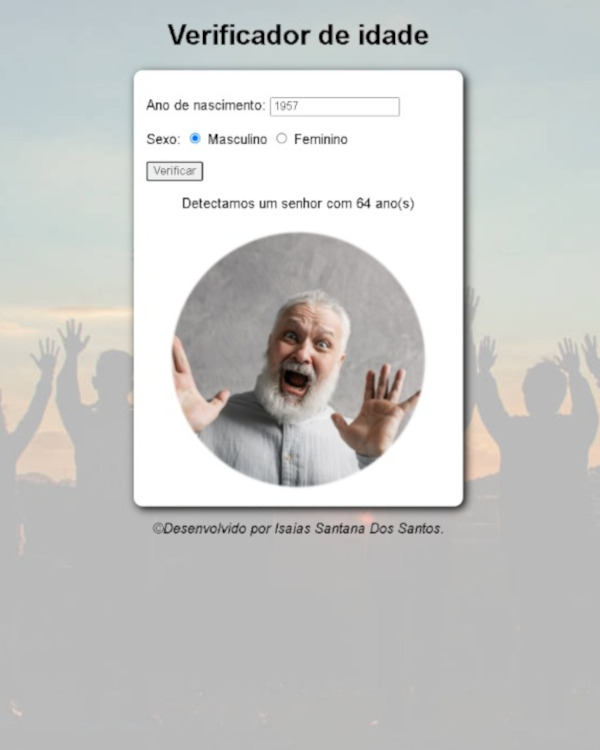 Verificador de idade
Ano de nascimento: 1957
Sexo: Masculino Feminino
Verificar
Detectamos um senhor com 64 ano(s)
©Desenvolvido por Isaias Santana Dos Santos.